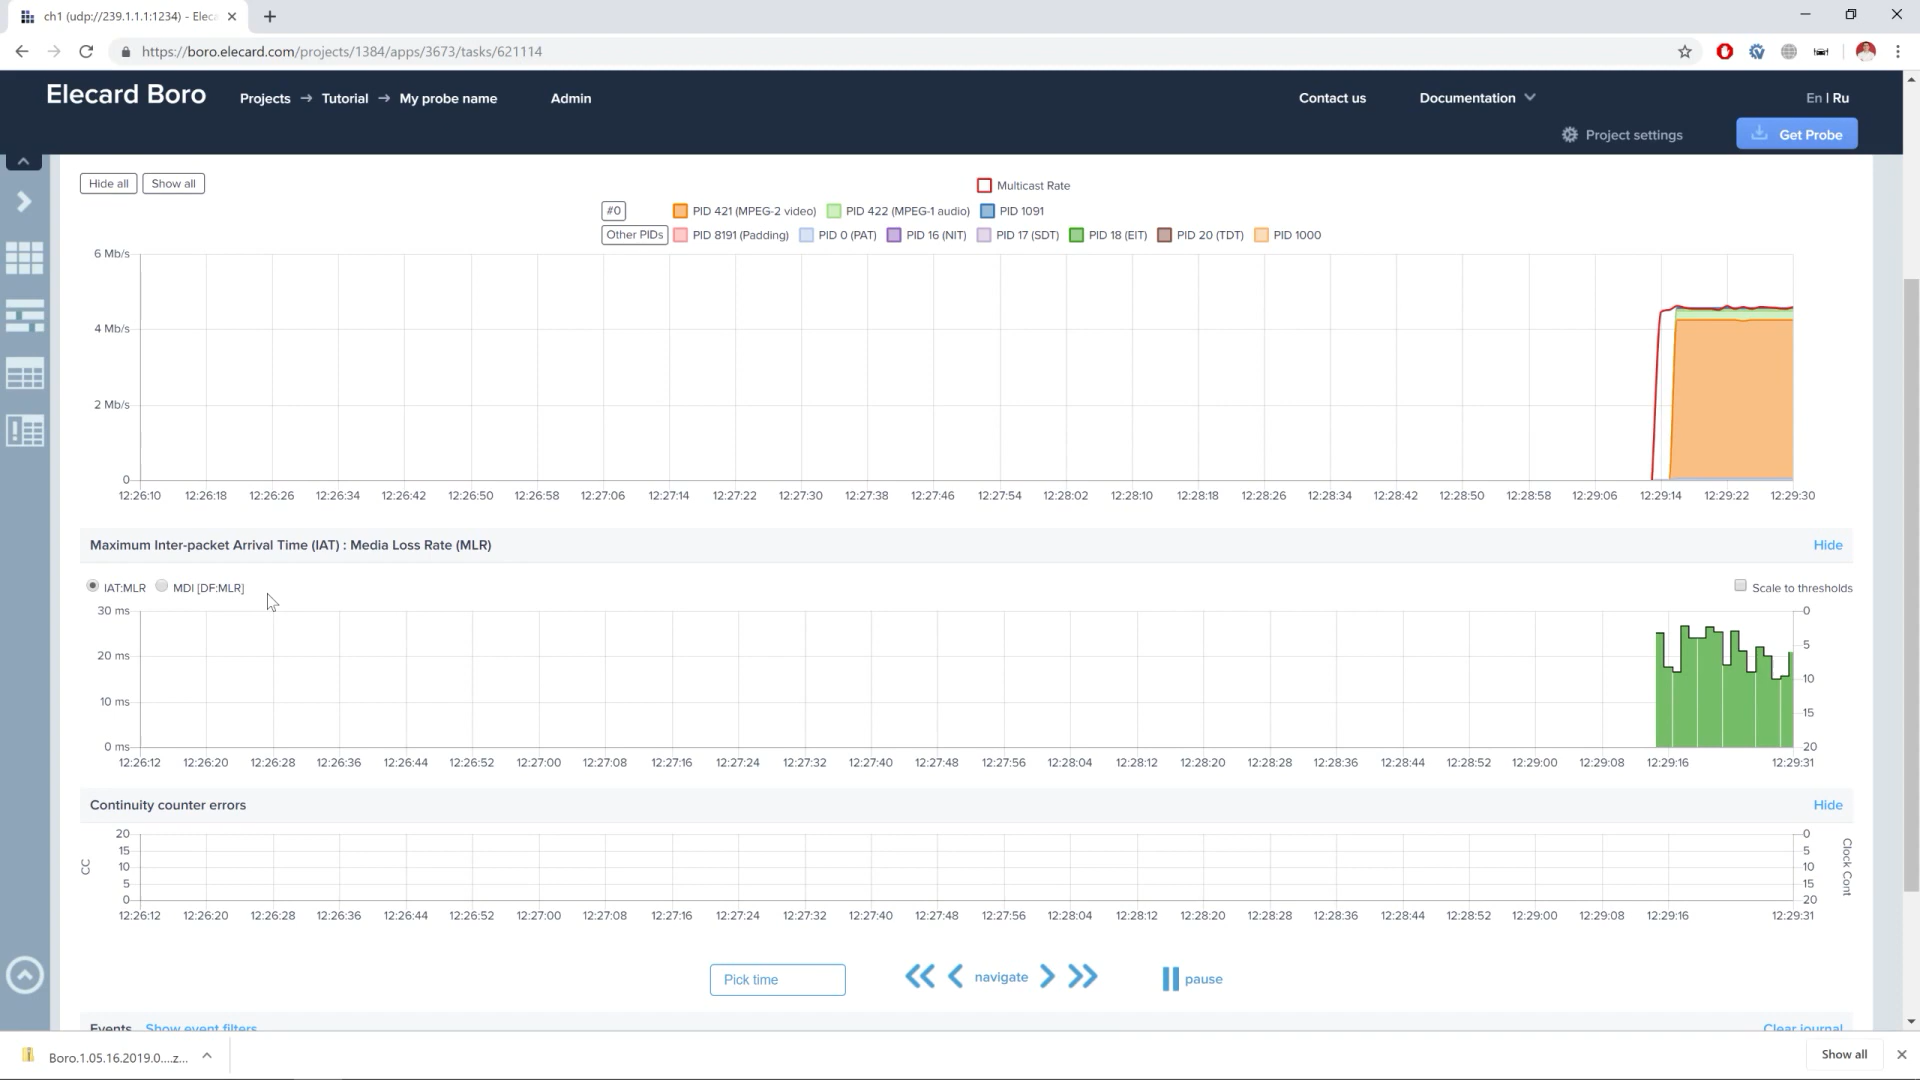 ch1 (udp://239.1.1.1:1234) - Eleca
https://boro.elecard.com/projects/1384/apps/3673/tasks/621114
Elecard Boro
Projects → Tutorial → My probe name
Admin
Contact us
Documentation
En | Ru
Project settings
Get Probe
Hide all
Show all
Multicast Rate
#0 PID 421 (MPEG-2 video) PID 422 (MPEG-1 audio) PID 1091
Other PIDs PID 8191 (Padding) PID 0 (PAT) PID 16 (NIT) PID 17 (SDT) PID 18 (EIT) PID 20 (TDT) PID 1000
6 Mb/s
4 Mb/s
2 Mb/s
0
12:26:10 12:26:18 12:26:26 12:26:34 12:26:42 12:26:50 12:26:58 12:27:06 12:27:14 12:27:22 12:27:30 12:27:38 12:27:46 12:27:54 12:28:02 12:28:10 12:28:18 12:28:26 12:28:34 12:28:42 12:28:50 12:28:58 12:29:06 12:29:14 12:29:22 12:29:30
Maximum Inter-packet Arrival Time (IAT) : Media Loss Rate (MLR)
Hide
IAT:MLR MDI [DF:MLR]
Scale to thresholds
30 ms 0
20 ms 5
10 ms 10
15
0 ms 20
12:26:12 12:26:20 12:26:28 12:26:36 12:26:44 12:26:52 12:27:00 12:27:08 12:27:16 12:27:24 12:27:32 12:27:40 12:27:48 12:27:56 12:28:04 12:28:12 12:28:20 12:28:28 12:28:36 12:28:44 12:28:52 12:29:00 12:29:08 12:29:16 12:29:31
Continuity counter errors
Hide
20 0
15 5
10 10
5 15
0 20
CC
Clock Cont
12:26:12 12:26:20 12:26:28 12:26:36 12:26:44 12:26:52 12:27:00 12:27:08 12:27:16 12:27:24 12:27:32 12:27:40 12:27:48 12:27:56 12:28:04 12:28:12 12:28:20 12:28:28 12:28:36 12:28:44 12:28:52 12:29:00 12:29:08 12:29:16 12:29:31
Pick time
navigate
pause
Events Show event filters
Clear journal
Boro.1.05.16.2019.0....z...
Show all